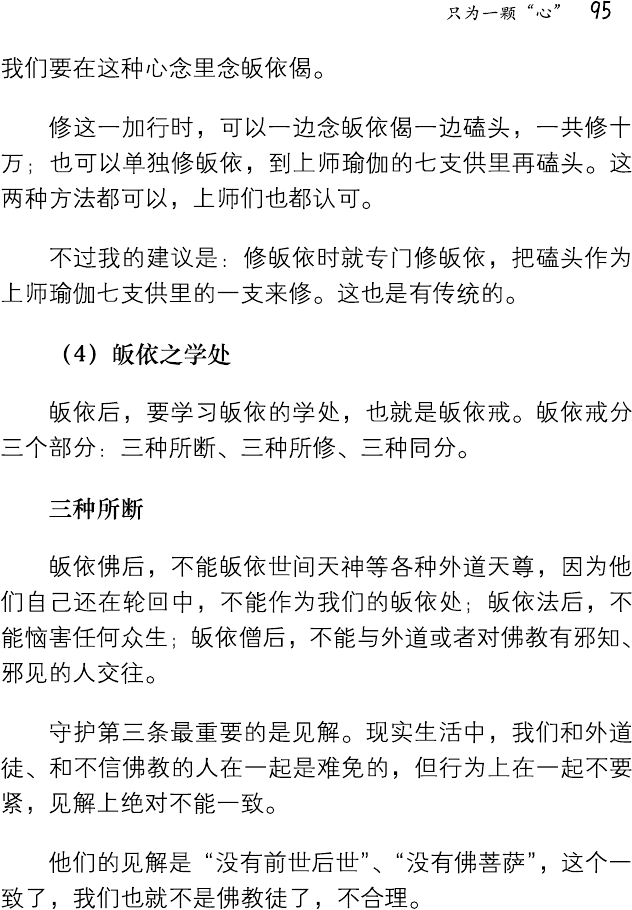 只为一颗“心” 95
我们要在这种心念里念皈依偈。
修这一加行时，可以一边念皈依偈一边磕头，一共修十
万；也可以单独修皈依，到上师瑜伽的七支供里再磕头。这
两种方法都可以，上师们也都认可。
不过我的建议是：修皈依时就专门修皈依，把磕头作为
上师瑜伽七支供里的一支来修。这也是有传统的。
（4）皈依之学处
皈依后，要学习皈依的学处，也就是皈依戒。皈依戒分
三个部分：三种所断、三种所修、三种同分。
三种所断
皈依佛后，不能皈依世间天神等各种外道天尊，因为他
们自己还在轮回中，不能作为我们的皈依处；皈依法后，不
能恼害任何众生；皈依僧后，不能与外道或者对佛教有邪知、
邪见的人交往。
守护第三条最重要的是见解。现实生活中，我们和外道
徒、和不信佛教的人在一起是难免的，但行为上在一起不要
紧，见解上绝对不能一致。
他们的见解是“没有前世后世”、“没有佛菩萨”，这个一
致了，我们也就不是佛教徒了，不合理。